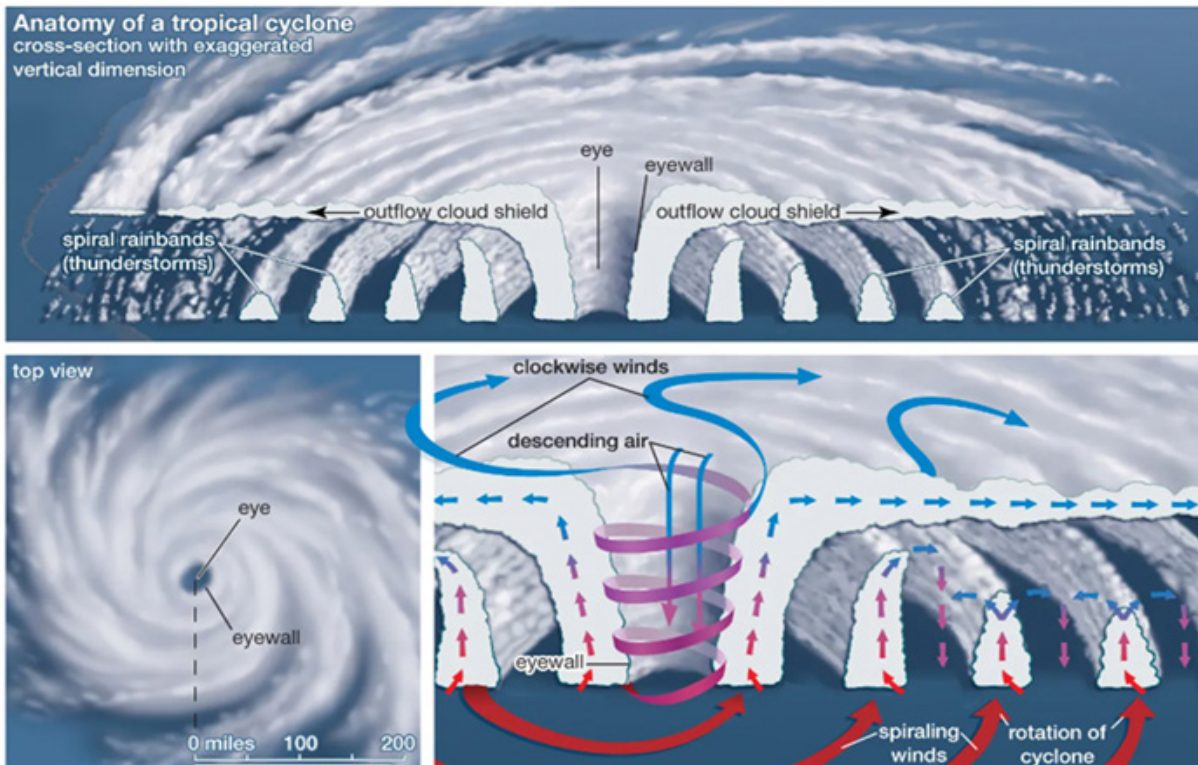 Anatomy of a tropical cyclone
cross-section with exaggerated
vertical dimension
eye
eyewall
outflow cloud shield
outflow cloud shield
spiral rainbands
(thunderstorms)
spiral rainbands
(thunderstorms)
top view
eye
eyewall
0 miles 100 200
clockwise winds
descending air
eyewall
spiraling
winds
rotation of
cyclone